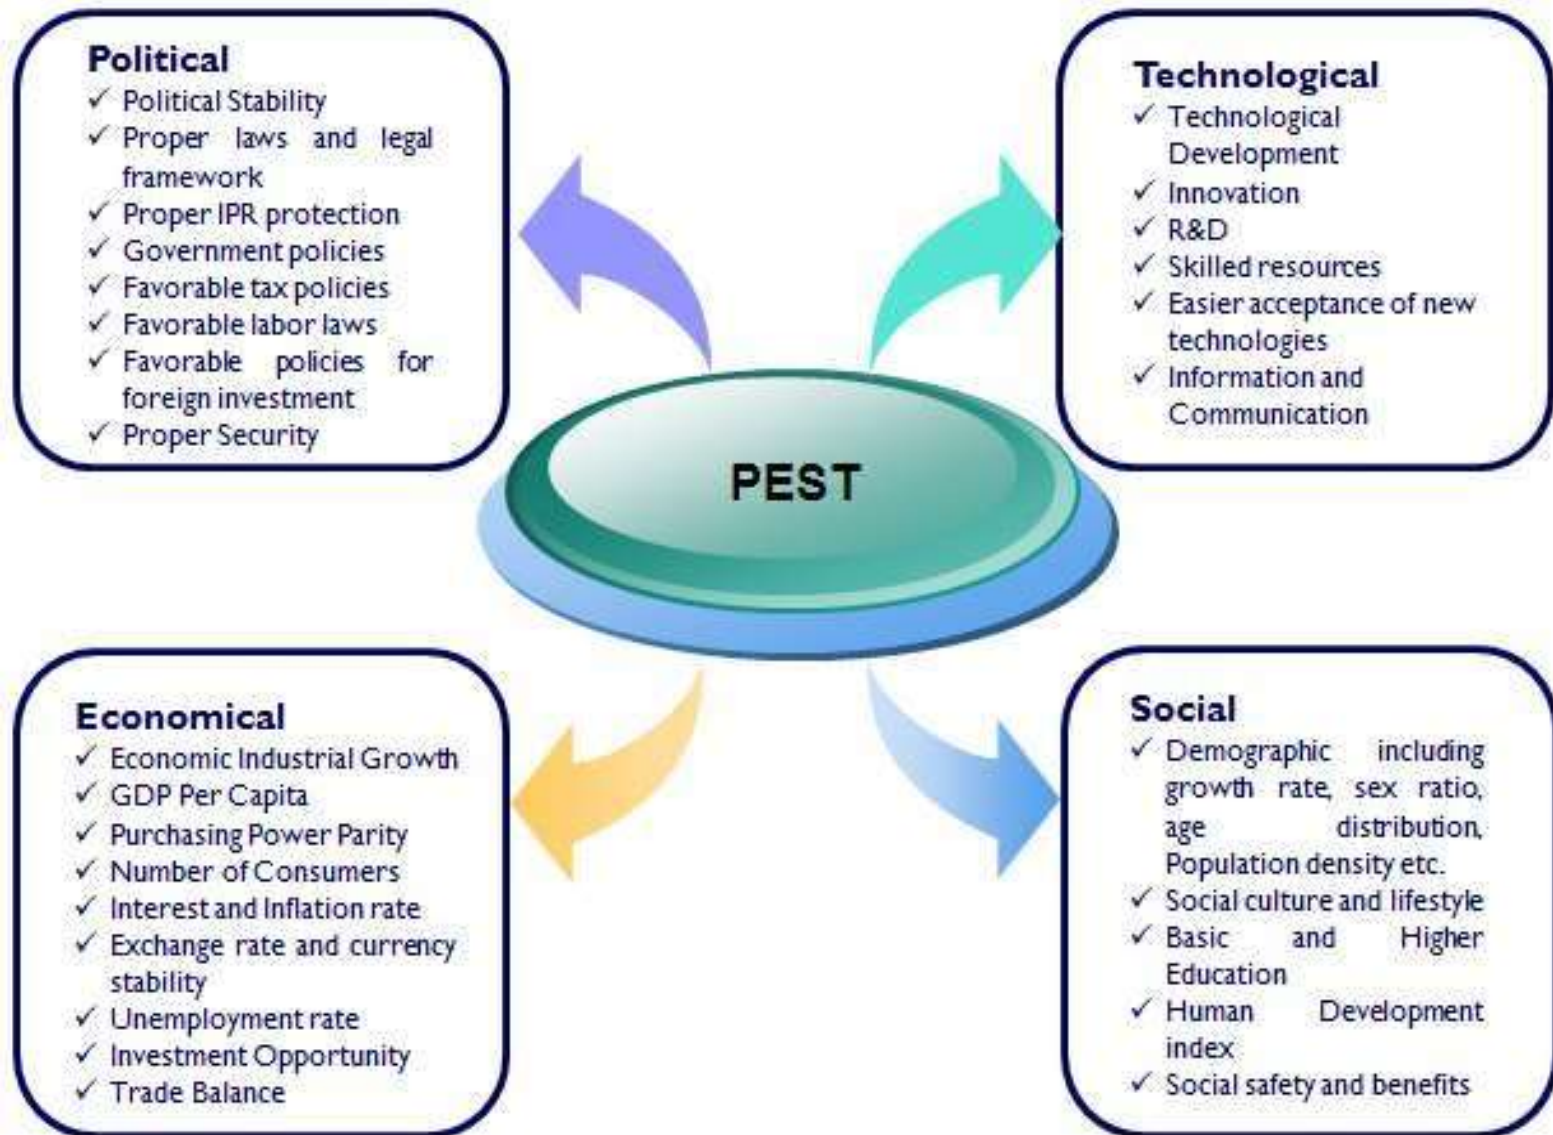 Political
✓ Political Stability
✓ Proper laws and legal
framework
✓ Proper IPR protection
✓ Government policies
✓ Favorable tax policies
✓ Favorable labor laws
✓ Favorable policies for
foreign investment
✓ Proper Security
Technological
✓ Technological
Development
✓ Innovation
✓ R&D
✓ Skilled resources
✓ Easier acceptance of new
technologies
✓ Information and
Communication
PEST
Economical
✓ Economic Industrial Growth
✓ GDP Per Capita
✓ Purchasing Power Parity
✓ Number of Consumers
✓ Interest and Inflation rate
✓ Exchange rate and currency
stability
✓ Unemployment rate
✓ Investment Opportunity
✓ Trade Balance
Social
✓ Demographic including
growth rate, sex ratio,
age distribution,
Population density etc.
✓ Social culture and lifestyle
✓ Basic and Higher
Education
✓ Human Development
index
✓ Social safety and benefits